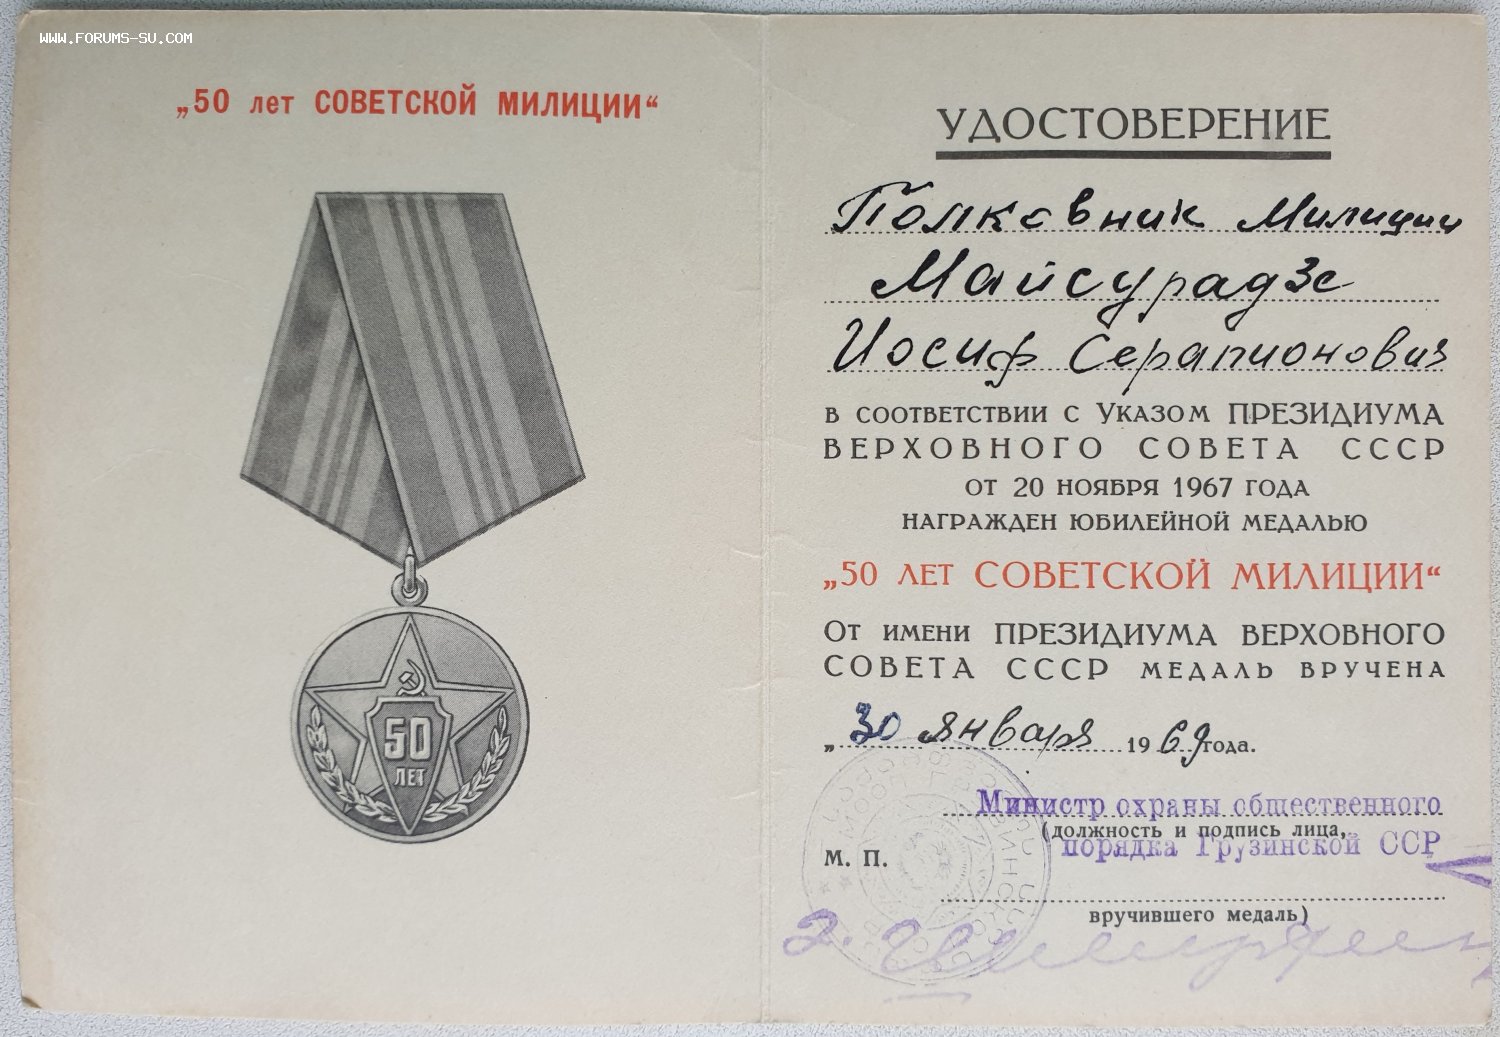 WWW.FORUMS-SU.COM
„50 лет СОВЕТСКОЙ МИЛИЦИИ“
50
ЛЕТ
УДОСТОВЕРЕНИЕ
Полковник Милиции
Майсурадзе
Иосиф Серапионович
В СООТВЕТСТВИИ С УКАЗОМ ПРЕЗИДИУМА
ВЕРХОВНОГО СОВЕТА СССР
ОТ 20 НОЯБРЯ 1967 ГОДА
НАГРАЖДЕН ЮБИЛЕЙНОЙ МЕДАЛЬЮ
„50 ЛЕТ СОВЕТСКОЙ МИЛИЦИИ“
ОТ ИМЕНИ ПРЕЗИДИУМА ВЕРХОВНОГО
СОВЕТА СССР МЕДАЛЬ ВРУЧЕНА
„30 января 1969 года.
Министр охраны общественного
(должность и подпись лица,
М. П. порядка Грузинской ССР
вручившего медаль)